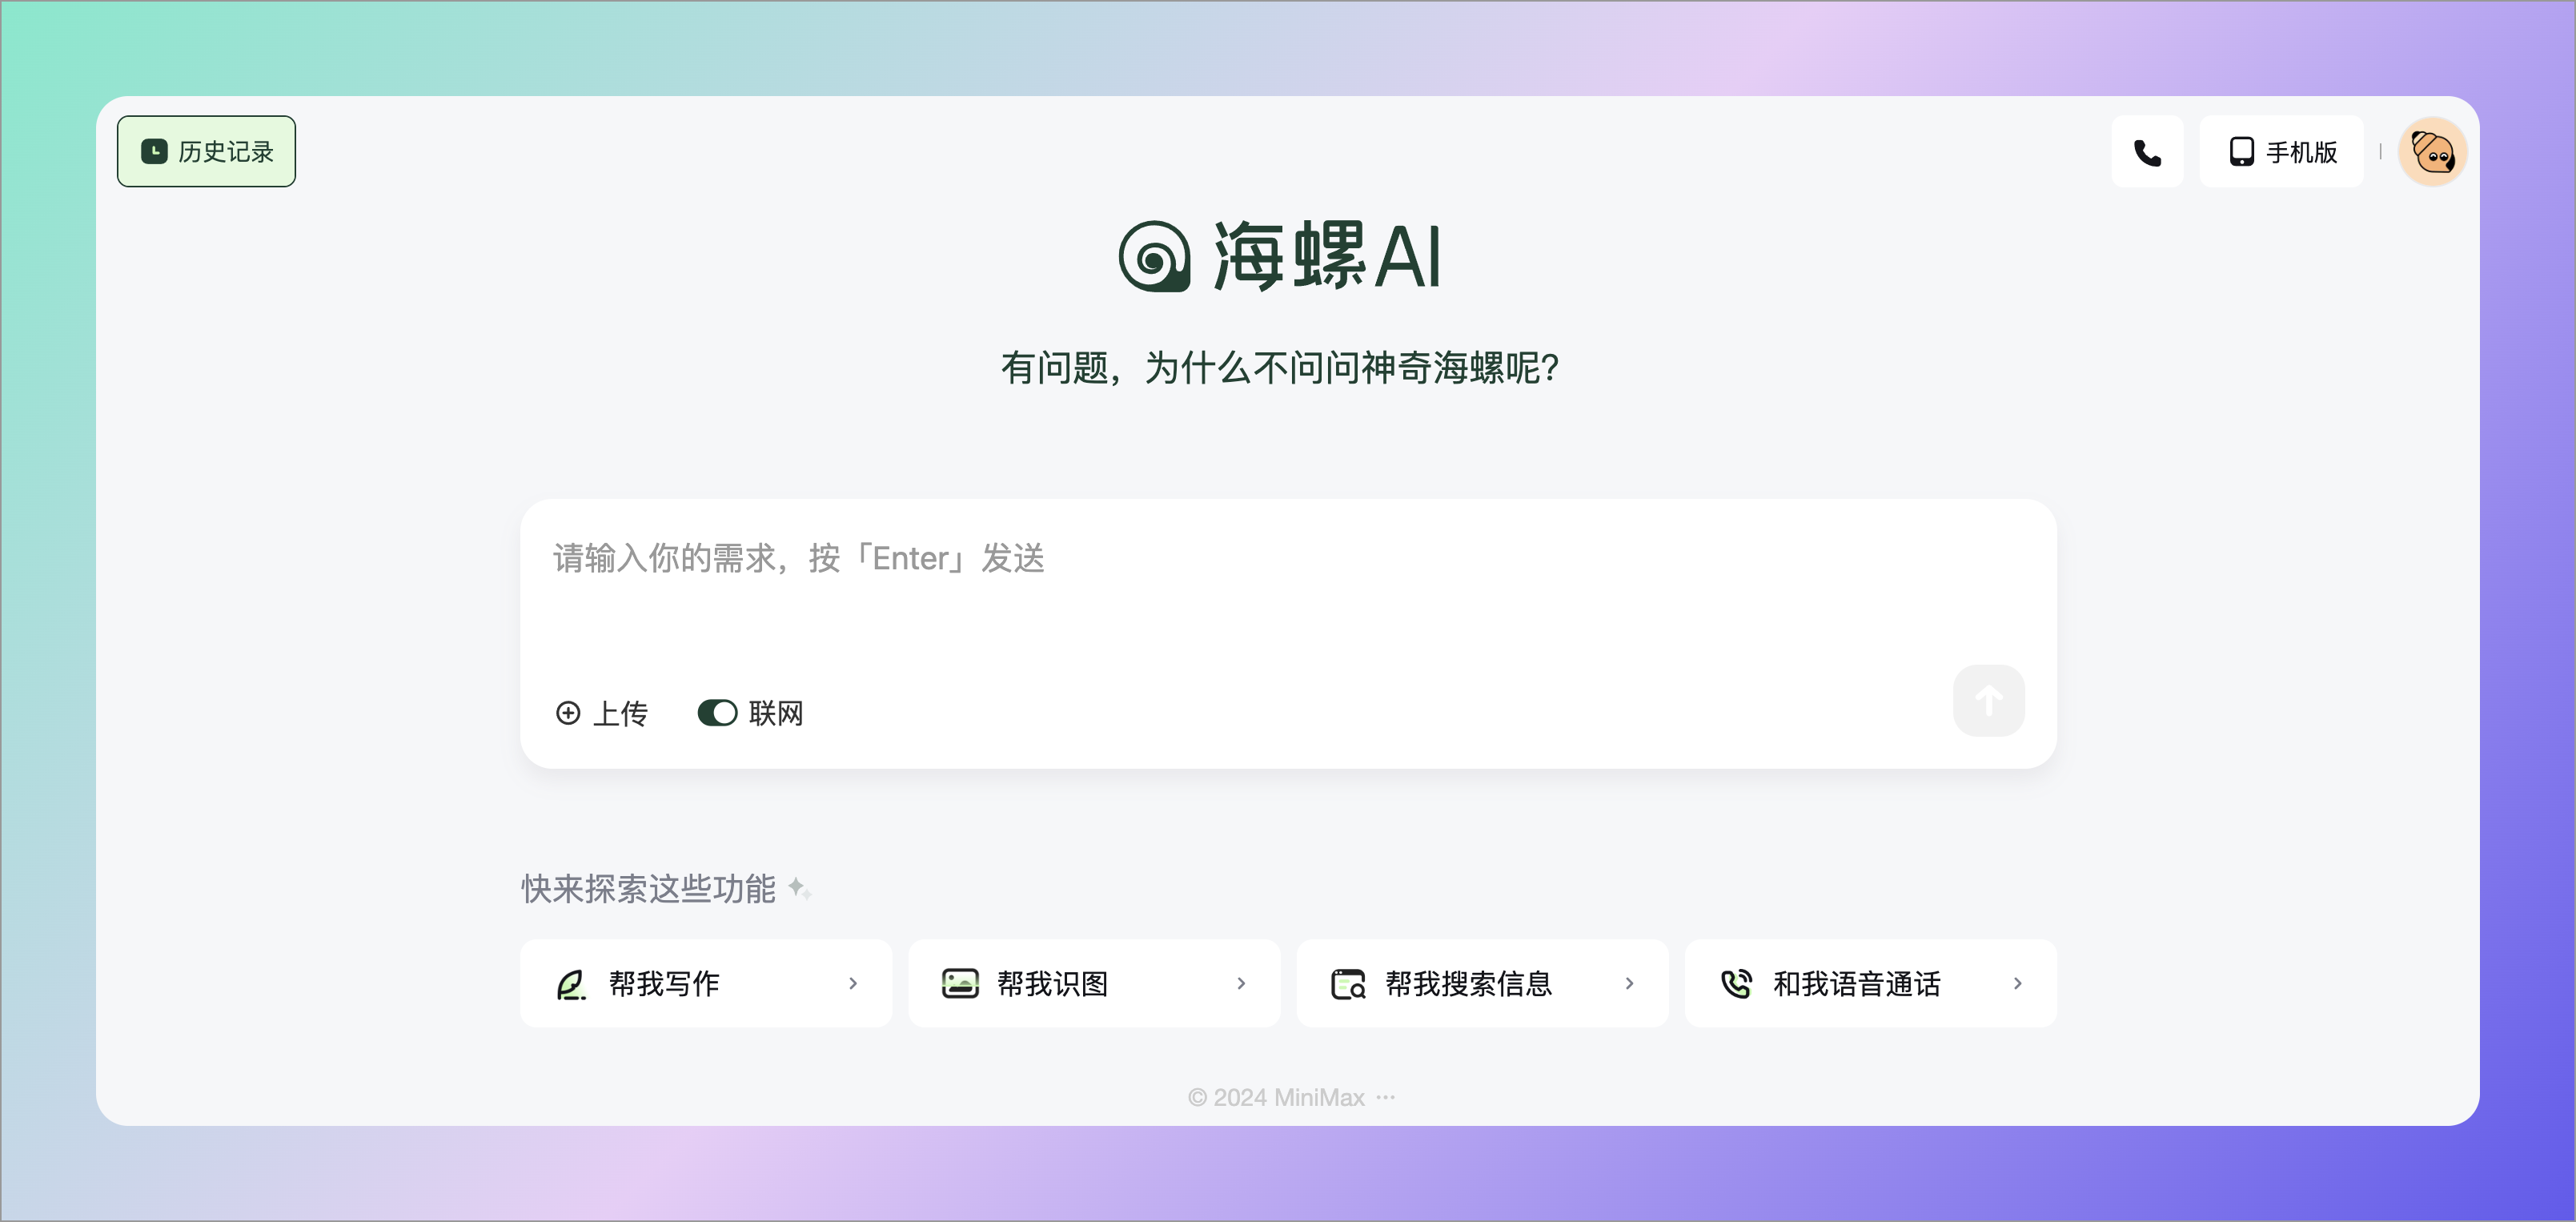 历史记录
手机版
海螺AI
有问题，为什么不问问神奇海螺呢？
请输入你的需求，按「Enter」发送
上传 联网
快来探索这些功能
帮我写作 帮我识图 帮我搜索信息 和我语音通话
© 2024 MiniMax ···